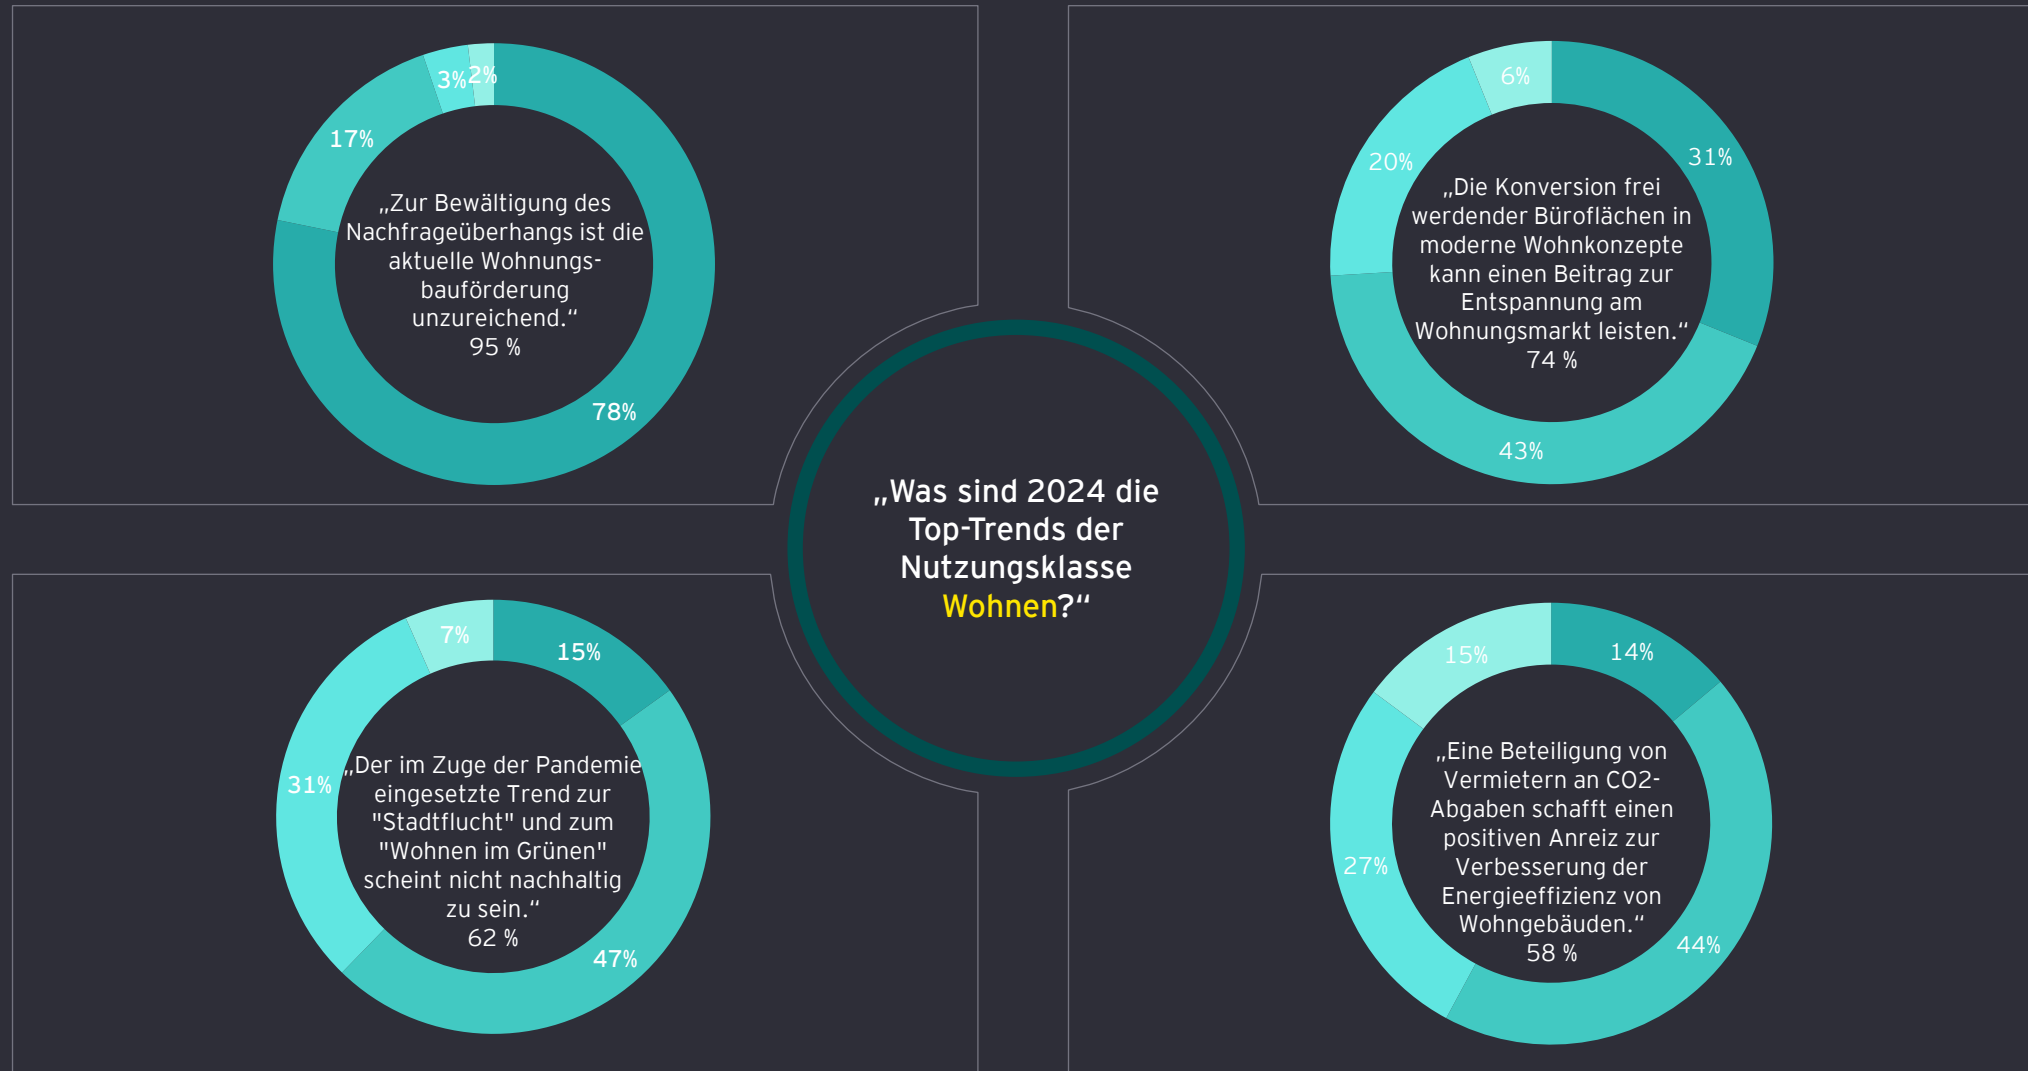 3%
2%
17%
„Zur Bewältigung des
Nachfrageüberhangs ist die
aktuelle Wohnungs-
bauförderung
unzureichend.“
95 %
78%
6%
31%
20%
„Die Konversion frei
werdender Büroflächen in
moderne Wohnkonzepte
kann einen Beitrag zur
Entspannung am
Wohnungsmarkt leisten.“
74 %
43%
„Was sind 2024 die
Top-Trends der
Nutzungsklasse
Wohnen?“
7%
15%
31%
„Der im Zuge der Pandemie
eingesetzte Trend zur
"Stadtflucht" und zum
"Wohnen im Grünen"
scheint nicht nachhaltig
zu sein.“
62 %
47%
15%
14%
27%
„Eine Beteiligung von
Vermietern an CO2-
Abgaben schafft einen
positiven Anreiz zur
Verbesserung der
Energieeffizienz von
Wohngebäuden.“
58 %
44%